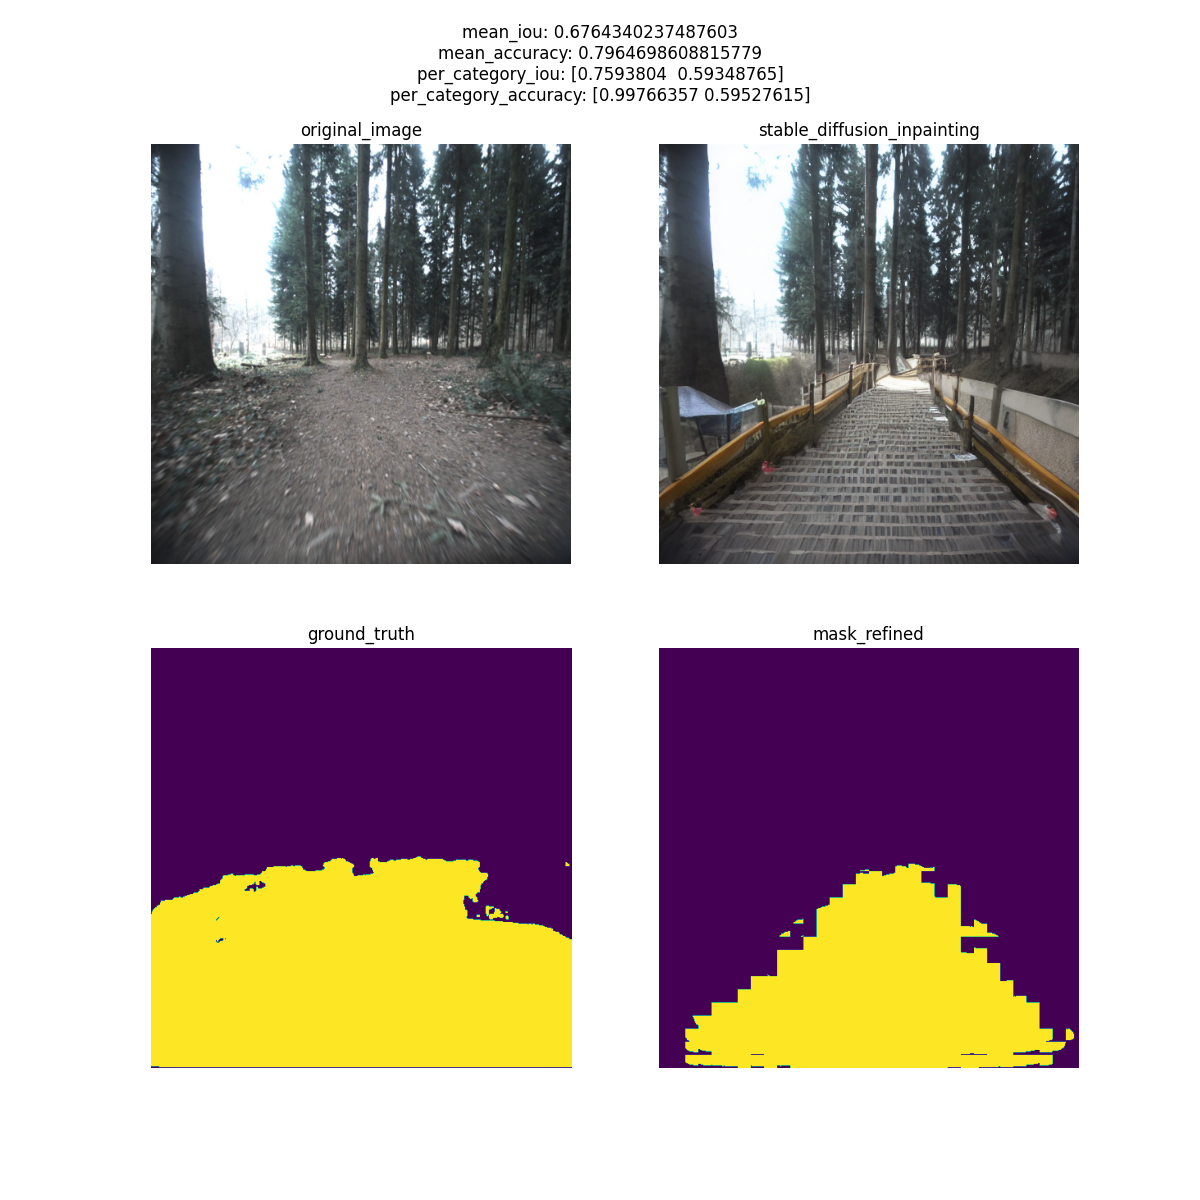 mean_iou: 0.6764340237487603
mean_accuracy: 0.7964698608815779
per_category_iou: [0.7593804  0.59348765]
per_category_accuracy: [0.99766357 0.59527615]
original_image
stable_diffusion_inpainting
ground_truth
mask_refined